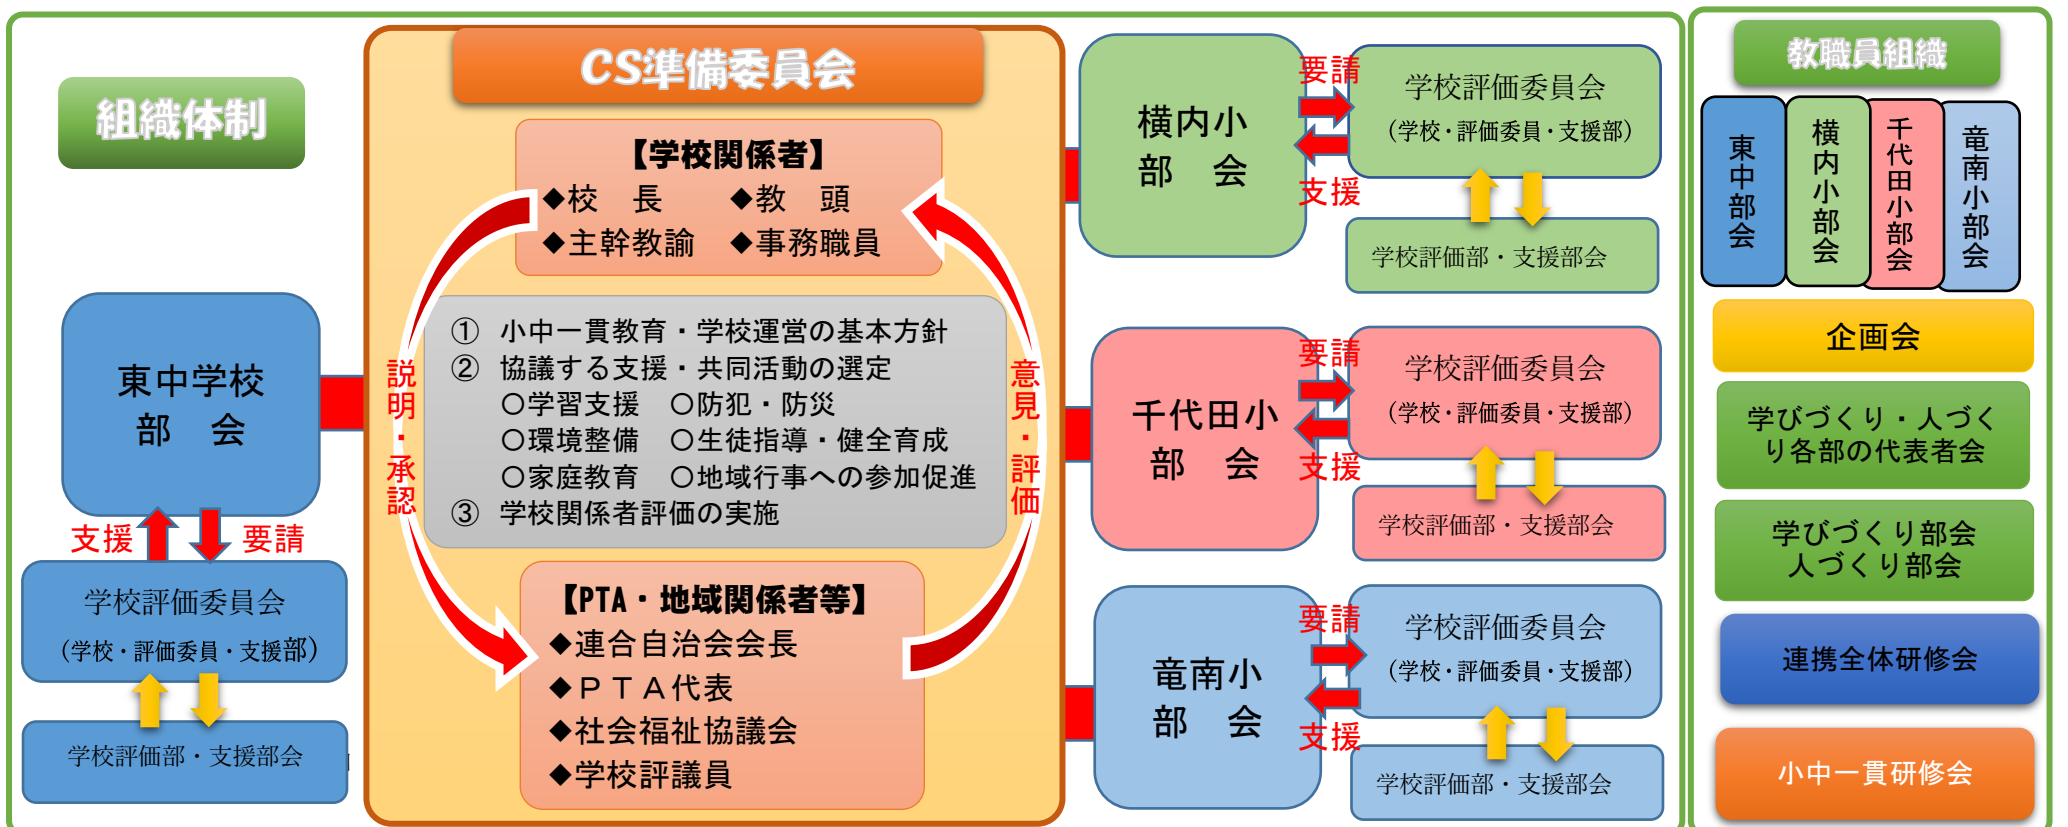 組織体制
東中学校
部　会
支援
要請
学校評価委員会
（学校・評価委員・支援部）
学校評価部・支援部会
CS準備委員会
【学校関係者】
◆校　長　　◆教　頭
◆主幹教諭　◆事務職員
説明・承認
意見・評価
①　小中一貫教育・学校運営の基本方針
②　協議する支援・共同活動の選定
○学習支援　○防犯・防災
○環境整備　○生徒指導・健全育成
○家庭教育　○地域行事への参加促進
③　学校関係者評価の実施
【PTA・地域関係者等】
◆連合自治会会長
◆ＰＴＡ代表
◆社会福祉協議会
◆学校評議員
横内小
部　会
要請
支援
学校評価委員会
（学校・評価委員・支援部）
学校評価部・支援部会
千代田小
部　会
要請
支援
学校評価委員会
（学校・評価委員・支援部）
学校評価部・支援部会
竜南小
部　会
要請
支援
学校評価委員会
（学校・評価委員・支援部）
学校評価部・支援部会
教職員組織
東中部会
横内小部会
千代田小部会
竜南小部会
企画会
学びづくり・人づく
り各部の代表者会
学びづくり部会
人づくり部会
連携全体研修会
小中一貫研修会